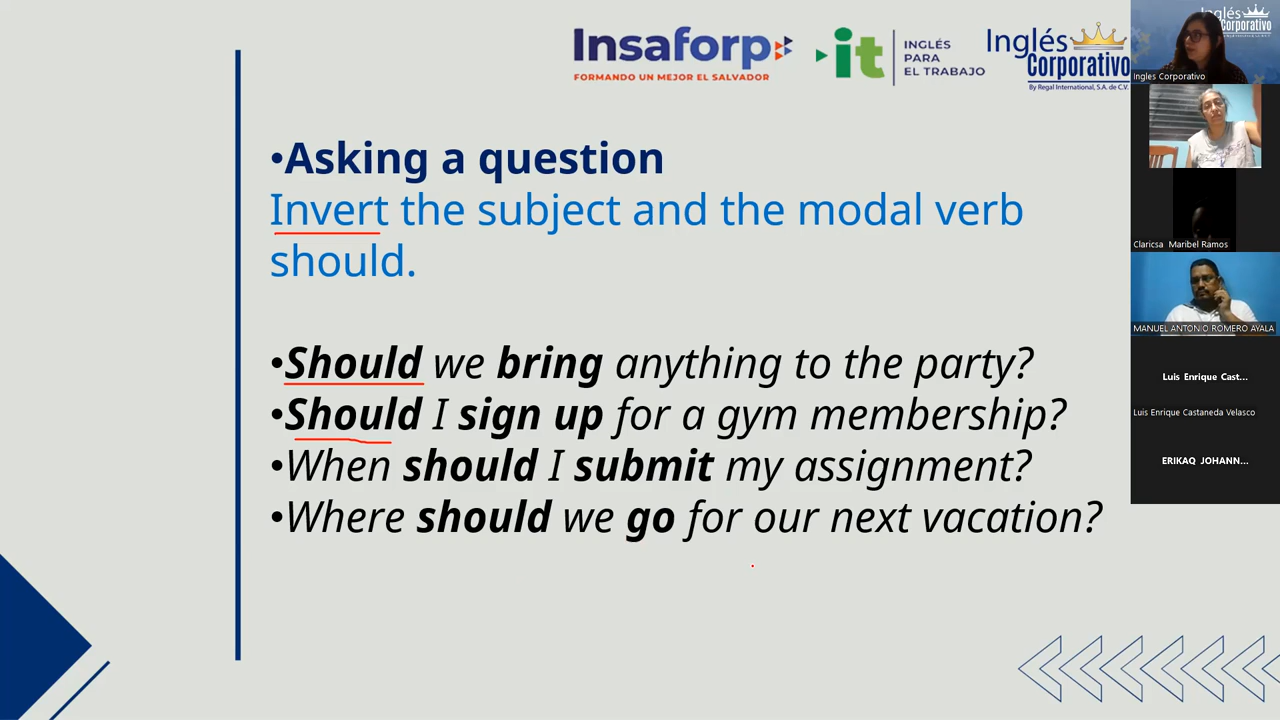 Insaforp
FORMANDO UN MEJOR EL SALVADOR
it
INGLÉS
PARA
EL TRABAJO
Inglés
Corporativo
By Regal International, S.A. de C.V.
•Asking a question
Invert the subject and the modal verb
should.
•Should we bring anything to the party?
•Should I sign up for a gym membership?
•When should I submit my assignment?
•Where should we go for our next vacation?
Inglés
Corporativo
Ingles Corporativo
Claricsa Maribel Ramos
MANUEL ANTONIO ROMERO AYALA
Luis Enrique Cast...
Luis Enrique Castaneda Velasco
ERIKAQ JOHANN...